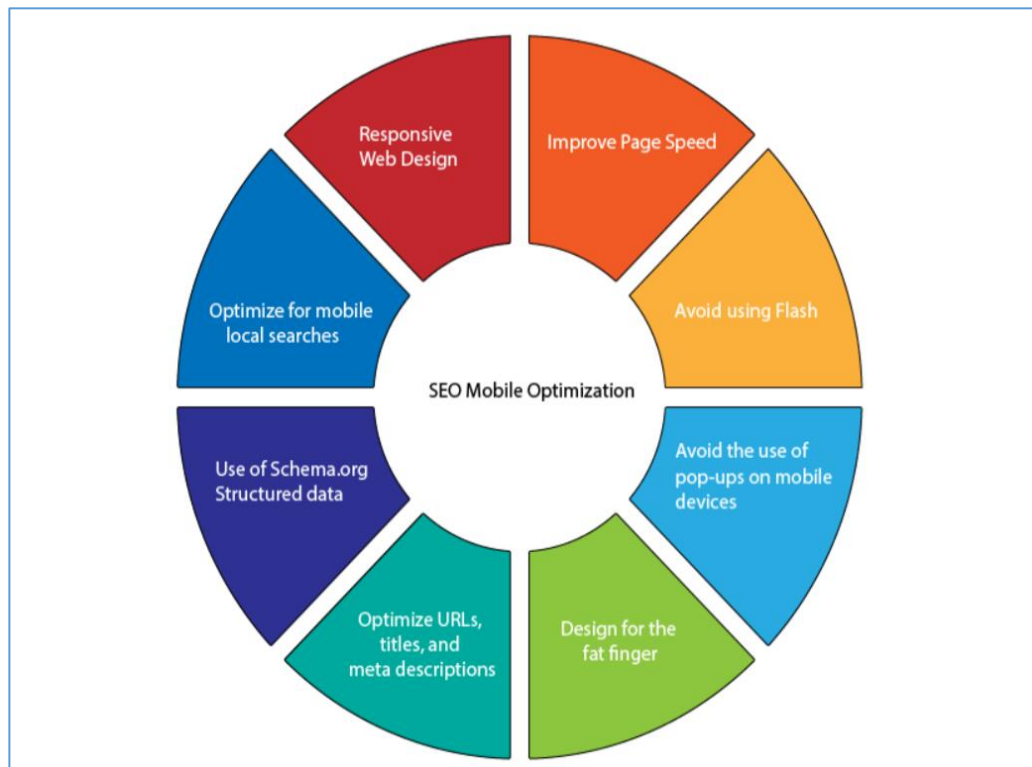 Responsive
Web Design
Improve Page Speed
Optimize for mobile
local searches
Avoid using Flash
SEO Mobile Optimization
Use of Schema.org
Structured data
Avoid the use of
pop-ups on mobile
devices
Optimize URLs,
titles, and
meta descriptions
Design for the
fat finger